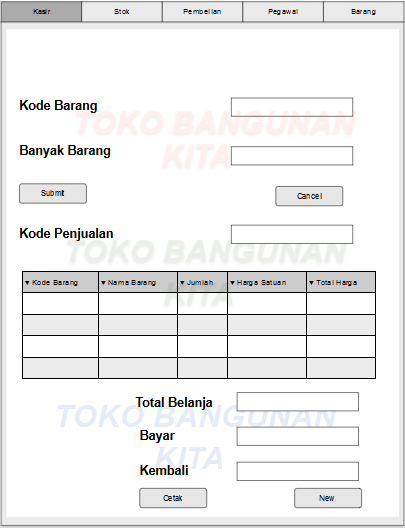 Kasir Stok Pembelian Pegawai Barang
Kode Barang
TOKO BANGUNAN
KITA
Banyak Barang
Submt Cancel
Kode Penjualan
TOKO BANGUNAN
KITA
Kode Barang Nama Barang Jumlah Harga Satuan Total Harga
Total Belanja
TOKO BANGUNAN
KITA
Bayar
Kembali
Cetak New